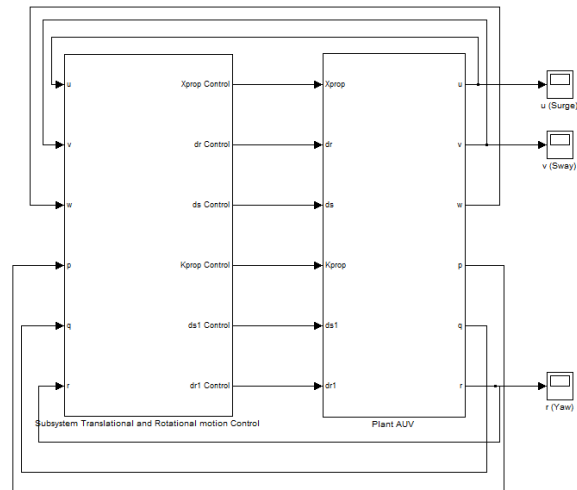 u Xprop Control Xprop u
u (Surge)
v dr Control dr v
v (Sway)
w ds Control ds w
p Kprop Control Kprop p
q ds1 Control ds1 q
r dr1 Control dr1 r
r (Yaw)
Subsystem Translational and Rotational motion Control
Plant AUV